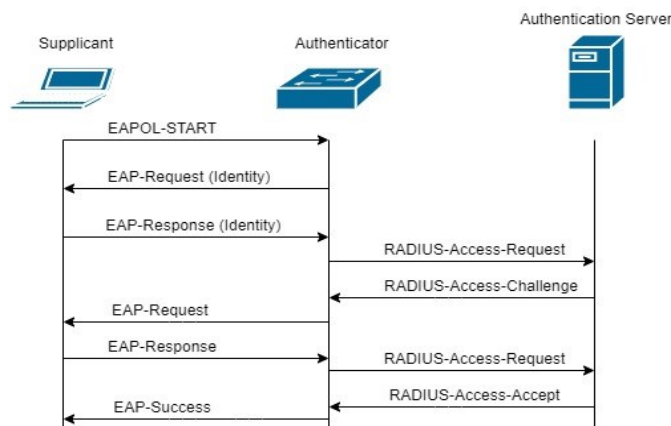 Authentication Server
Supplicant
Authenticator
EAPOL-START
EAP-Request (Identity)
EAP-Response (Identity)
RADIUS-Access-Request
RADIUS-Access-Challenge
EAP-Request
EAP-Response
RADIUS-Access-Request
RADIUS-Access-Accept
EAP-Success